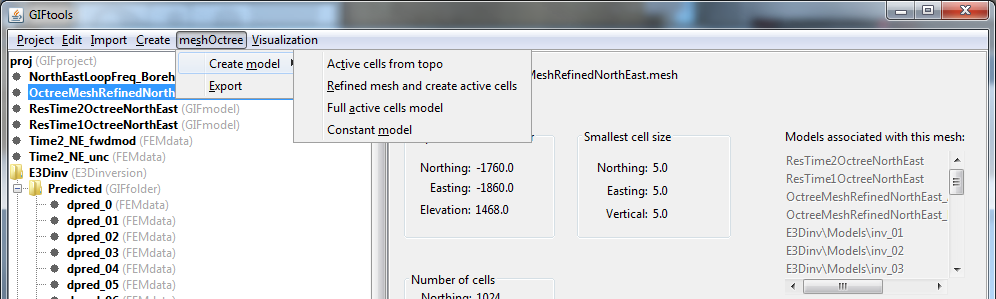 GIFtools
Project Edit Import Create meshOctree Visualization
proj (GIFproject)
NorthEastLoopFreq_Boreh
OctreeMeshRefinedNorth
ResTime2OctreeNorthEast (GIFmodel)
ResTime1OctreeNorthEast (GIFmodel)
Time2_NE_fwdmod (FEMdata)
Time2_NE_unc (FEMdata)
E3Dinv (E3Dinversion)
Predicted (GIFfolder)
dpred_0 (FEMdata)
dpred_01 (FEMdata)
dpred_02 (FEMdata)
dpred_03 (FEMdata)
dpred_04 (FEMdata)
dpred_05 (FEMdata)
Create model
Export
Active cells from topo
Refined mesh and create active cells
Full active cells model
Constant model
MeshRefinedNorthEast.mesh
Northing: -1760.0
Easting: -1860.0
Elevation: 1468.0
Smallest cell size
Northing: 5.0
Easting: 5.0
Vertical: 5.0
Number of cells
Northing: 1024
Models associated with this mesh:
ResTime2OctreeNorthEast
ResTime1OctreeNorthEast
OctreeMeshRefinedNorthEast_
OctreeMeshRefinedNorthEast_
E3Dinv\Models\inv_01
E3Dinv\Models\inv_02
E3Dinv\Models\inv_03